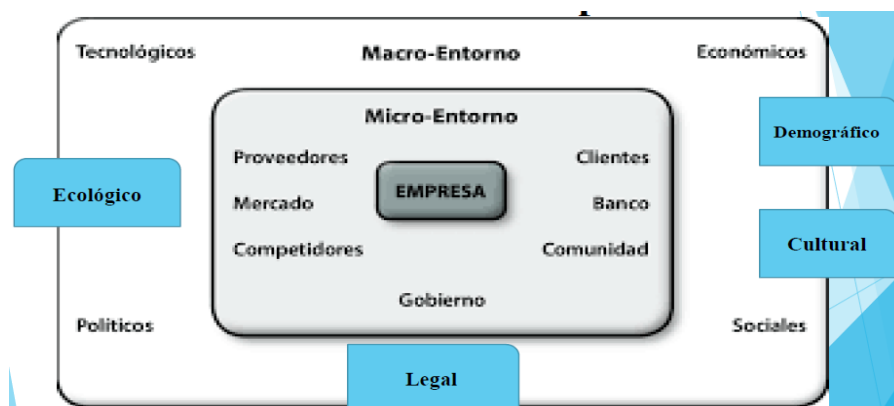 Tecnológicos Macro-Entorno Económicos
Micro-Entorno
Demográfico
Proveedores Clientes
Ecológico EMPRESA
Mercado Banco
Cultural
Competidores Comunidad
Gobierno
Políticos Sociales
Legal